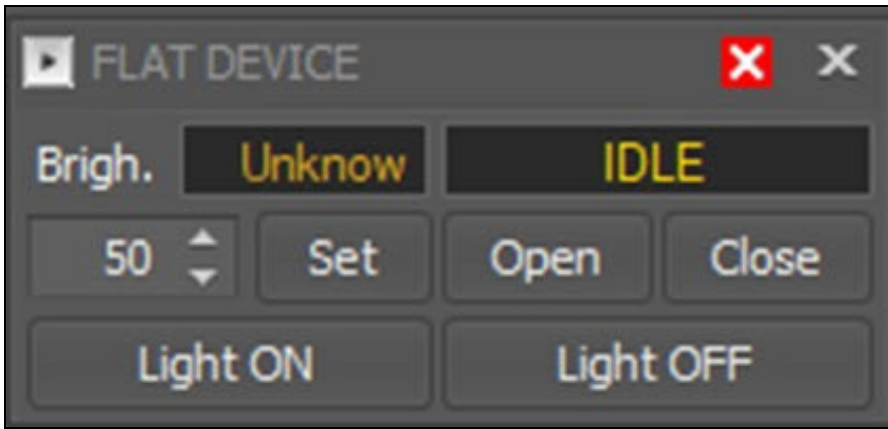 FLAT DEVICE
Brigh. Unknow IDLE
50 Set Open Close
Light ON Light OFF